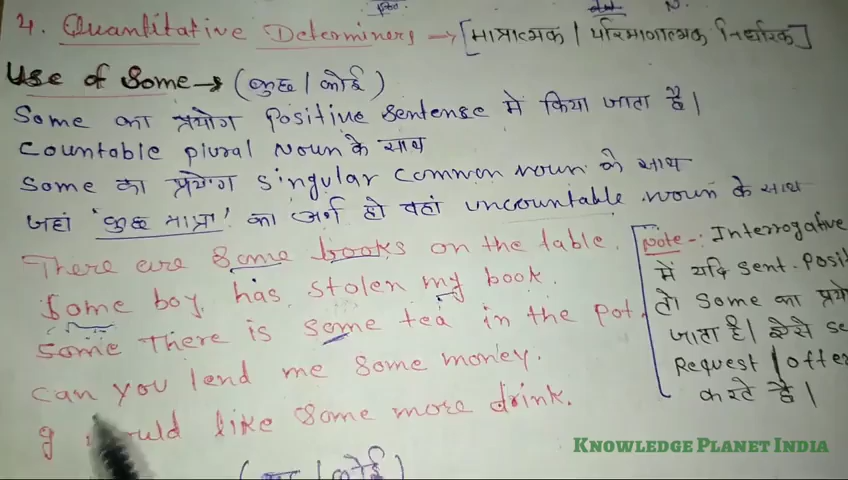 4. Quantitative Determiners → [मात्रात्मक / परिमाणात्मक निर्धारक]
Use of Some → (कुछ / कोई)
Some का प्रयोग Positive Sentense में किया जाता है।
Countable plural Noun के साथ
Some का प्रयोग Singular Common noun के साथ
जहां 'कुछ मात्रा' का अर्थ हो वहां uncountable noun के साथ
There are Some books on the table.
Some boy has stolen my book.
Some There is some tea in the pot.
Can you lend me Some money.
would like Some more drink.
Note -: Interrogative
में यदि Sent. Posit
तो Some का प्रयो
जाता है। ऐसे Se
Request / offe
करते है।
/ कोई)
KNOWLEDGE PLANET INDIA